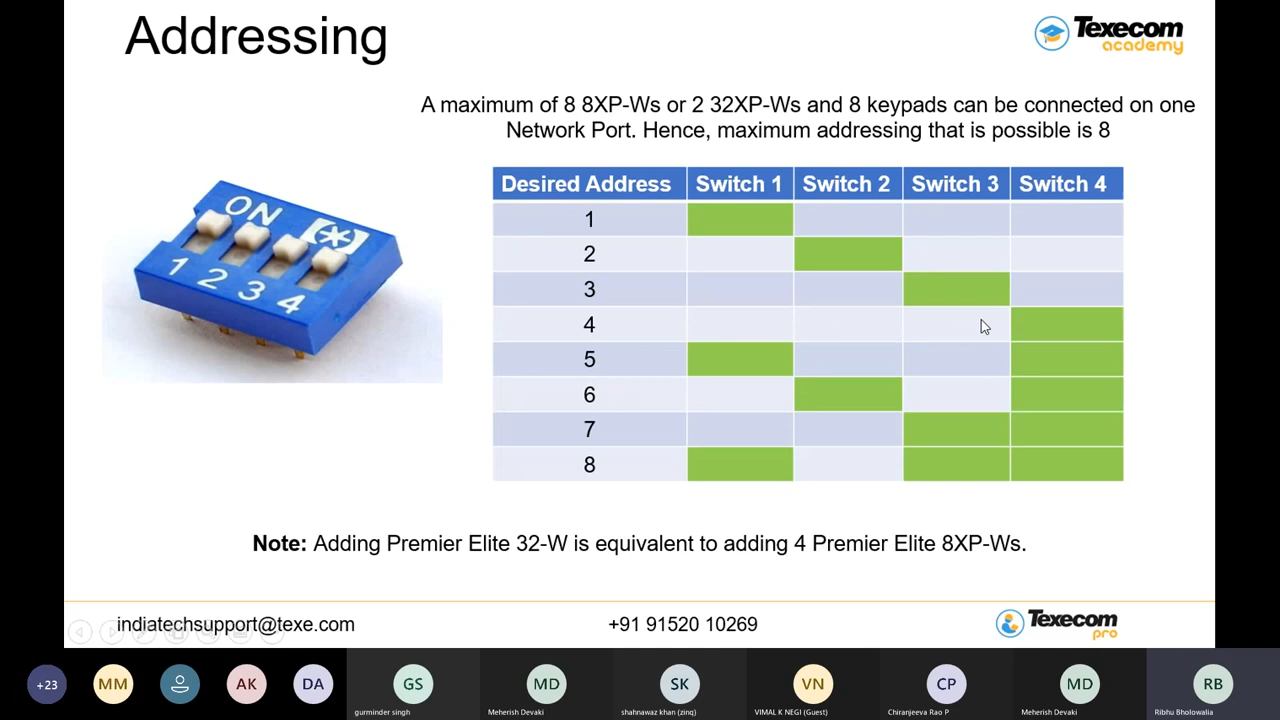 Addressing
Texecom
academy
A maximum of 8 8XP-Ws or 2 32XP-Ws and 8 keypads can be connected on one
Network Port. Hence, maximum addressing that is possible is 8
ON
1 2 3 4
Desired Address Switch 1 Switch 2 Switch 3 Switch 4
1
2
3
4
5
6
7
8
Note: Adding Premier Elite 32-W is equivalent to adding 4 Premier Elite 8XP-Ws.
indiatechsupport@texe.com
+91 91520 10269
Texecom
pro
+23 MM AK DA GS MD SK VN CP MD RB
gurminder singh Meherish Devaki shahnawaz khan (zinq) VIMAL K NEGI (Guest) Chiranjeeva Rao P Meherish Devaki Ribhu Bholowalia